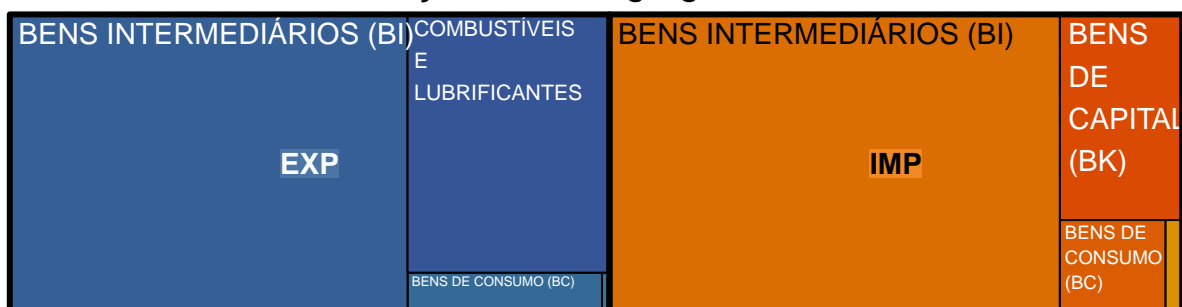 BENS INTERMEDIÁRIOS (BI)
COMBUSTÍVEIS
E
LUBRIFICANTES
EXP
BENS DE CONSUMO (BC)
BENS INTERMEDIÁRIOS (BI)
IMP
BENS
DE
CAPITAL
(BK)
BENS DE
CONSUMO
(BC)